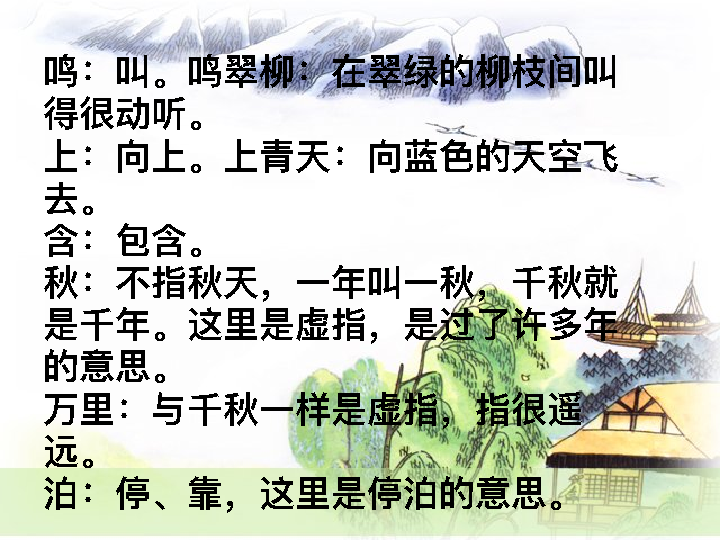 鸣：叫。鸣翠柳：在翠绿的柳枝间叫
得很动听。
上：向上。上青天：向蓝色的天空飞
去。
含：包含。
秋：不指秋天，一年叫一秋，千秋就
是千年。这里是虚指，是过了许多年
的意思。
万里：与千秋一样是虚指，指很遥
远。
泊：停、靠，这里是停泊的意思。